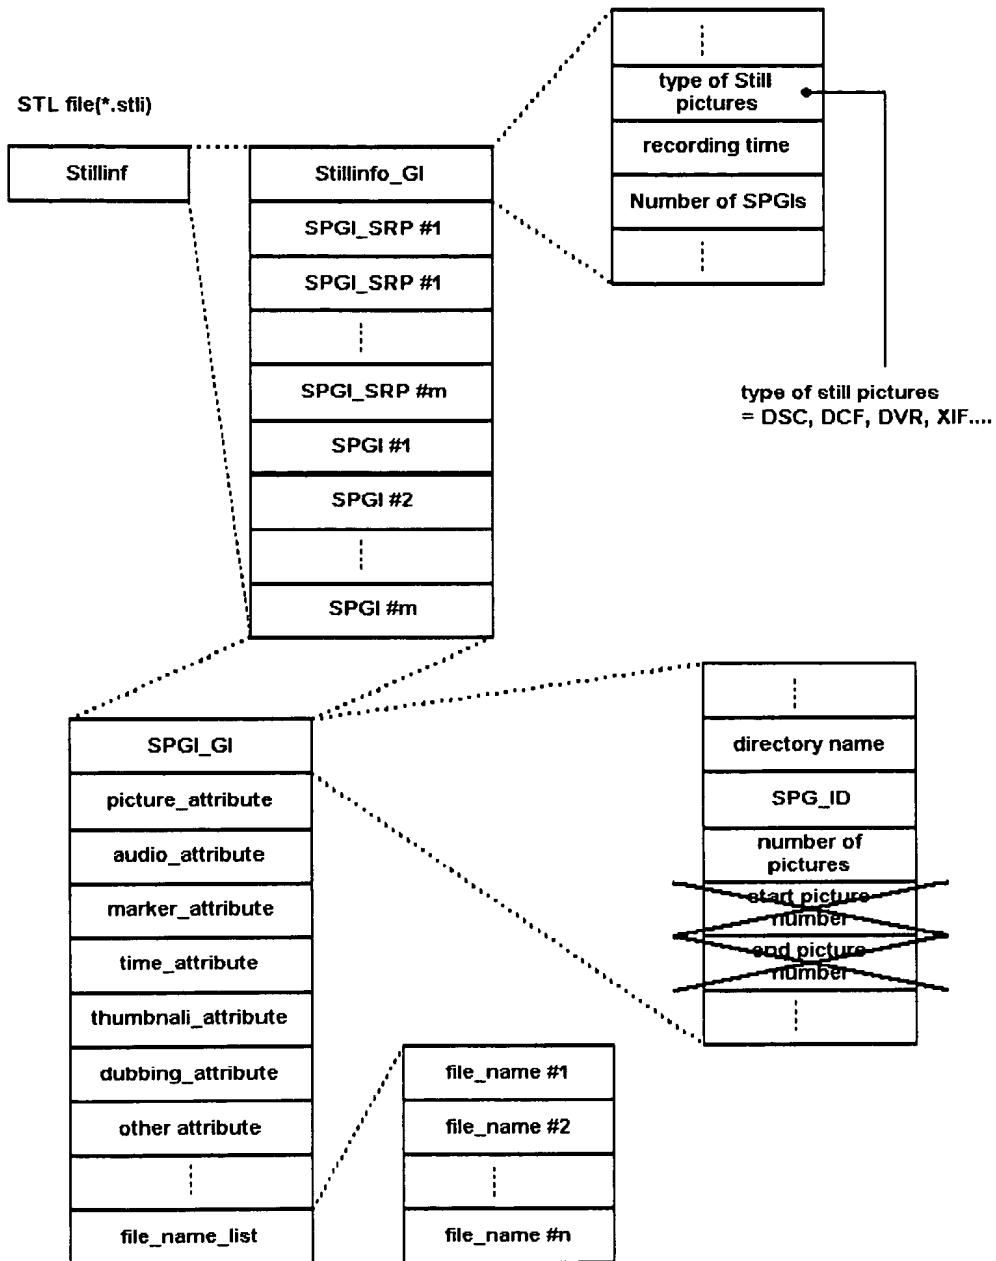 STL file(*.stli)
Stillinf
Stillinfo_GI
SPGI_SRP #1
SPGI_SRP #1
SPGI_SRP #m
SPGI #1
SPGI #2
SPGI #m
type of Still
pictures
recording time
Number of SPGIs
type of still pictures
= DSC, DCF, DVR, XIF....
SPGI_GI
picture_attribute
audio_attribute
marker_attribute
time_attribute
thumbnali_attribute
dubbing_attribute
other attribute
file_name_list
directory name
SPG_ID
number of
pictures
start picture
number
end picture
number
file_name #1
file_name #2
file_name #n